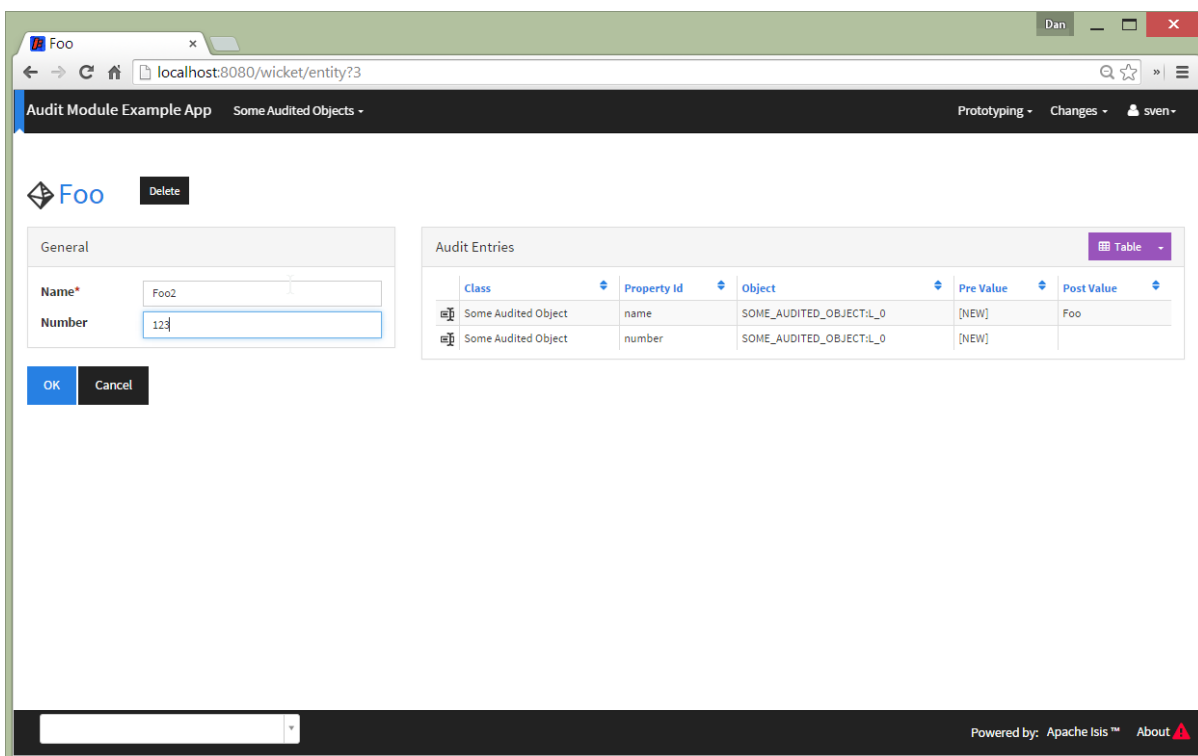 Dan
Foo
localhost:8080/wicket/entity?3
Audit Module Example App Some Audited Objects Prototyping Changes sven
Foo Delete
General
Name* Foo2
Number 123
OK Cancel
Audit Entries Table
Class Property Id Object Pre Value Post Value
Some Audited Object name SOME_AUDITED_OBJECT:L_0 [NEW] Foo
Some Audited Object number SOME_AUDITED_OBJECT:L_0 [NEW]
Powered by: Apache Isis ™ About